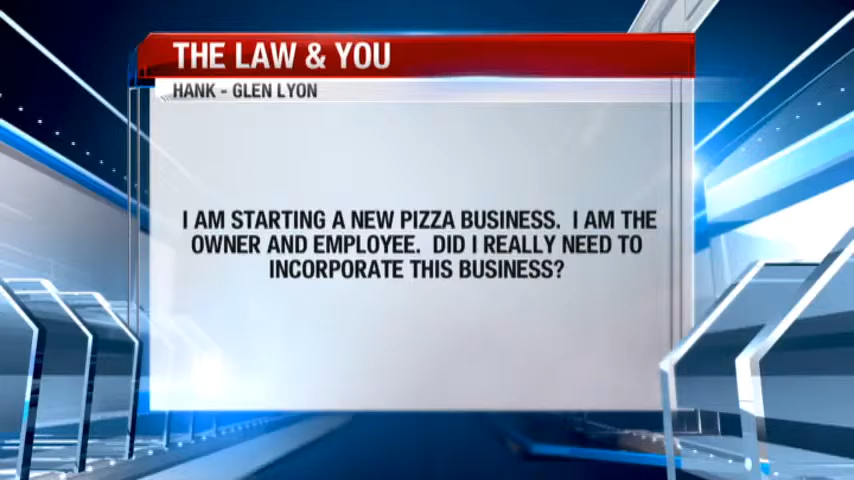 THE LAW & YOU
HANK - GLEN LYON
I AM STARTING A NEW PIZZA BUSINESS. I AM THE
OWNER AND EMPLOYEE. DID I REALLY NEED TO
INCORPORATE THIS BUSINESS?